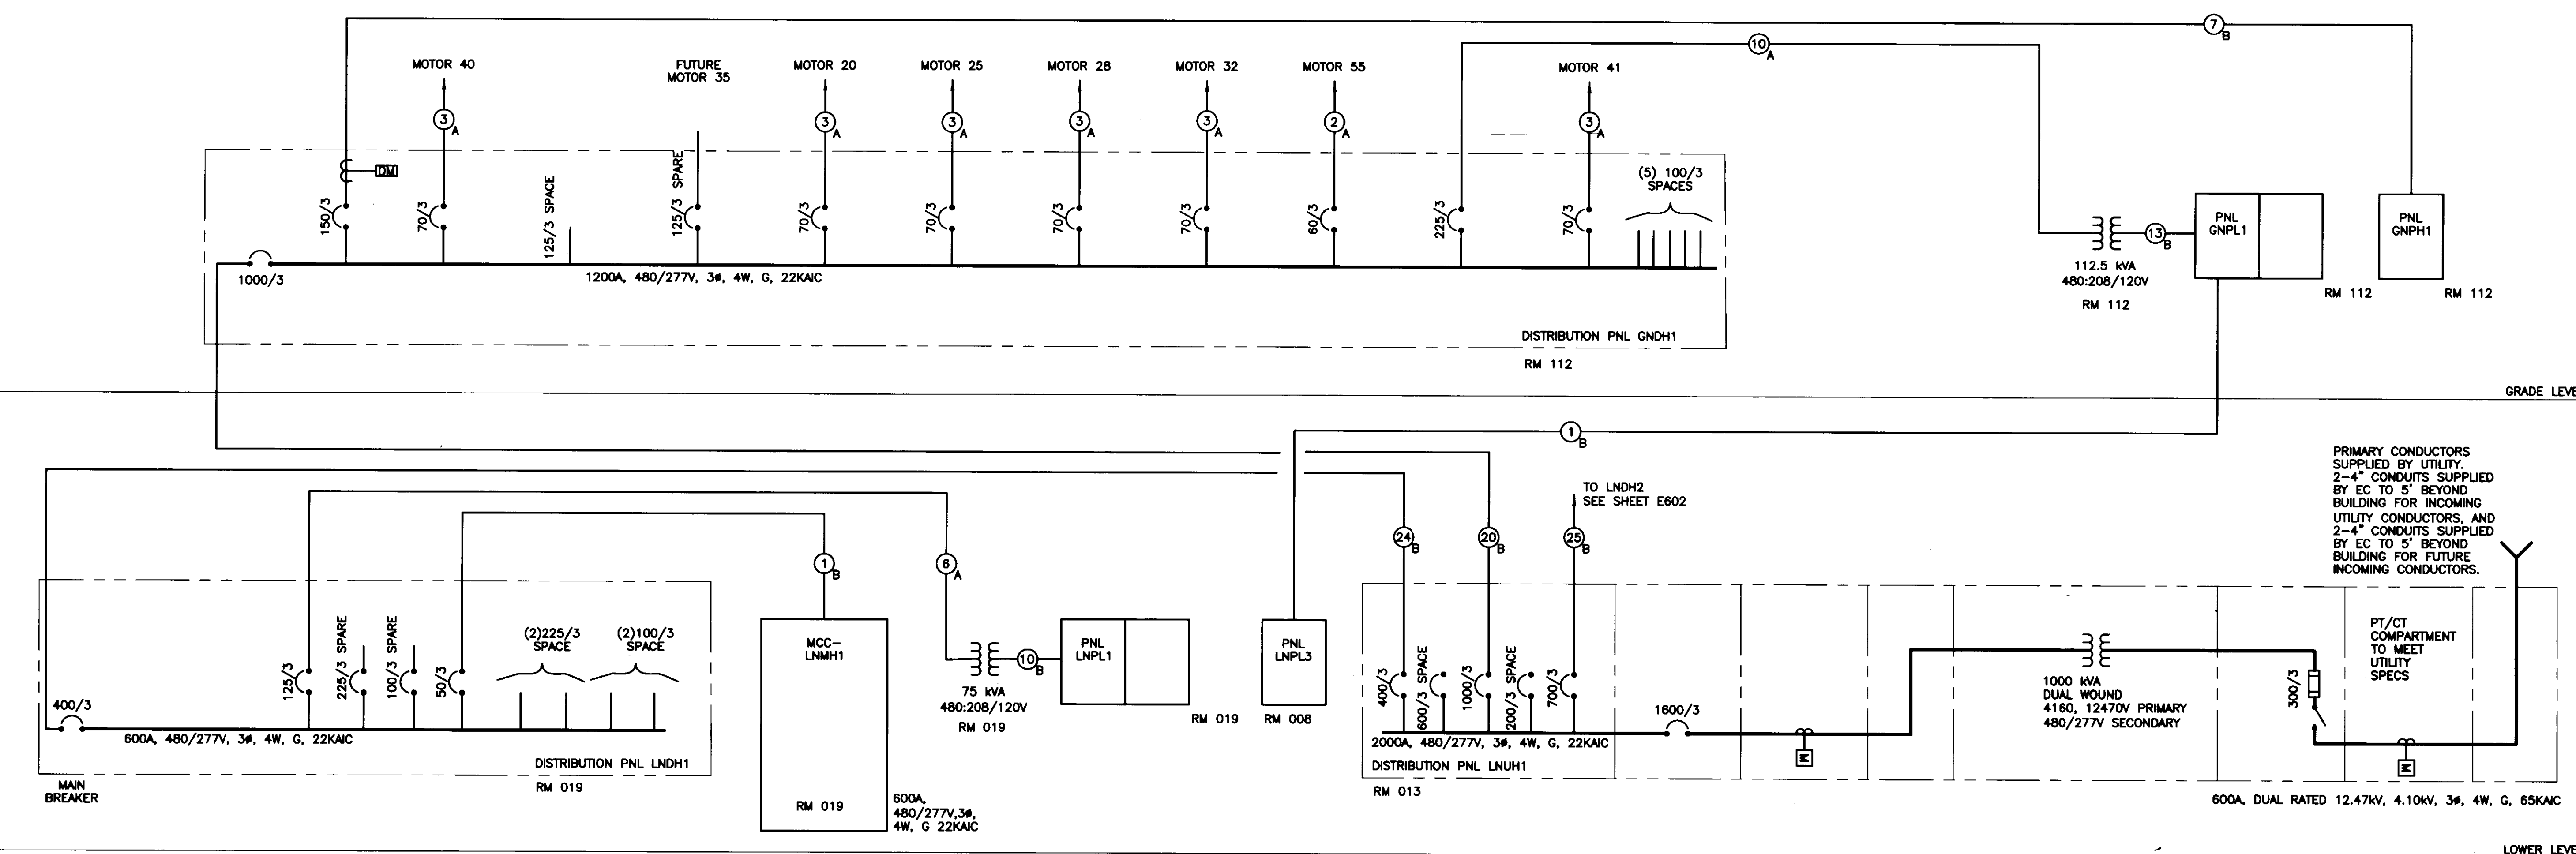 7
B
10
A
MOTOR 40
FUTURE
MOTOR 35
MOTOR 20
MOTOR 25
MOTOR 28
MOTOR 32
MOTOR 55
MOTOR 41
3
A
3
A
3
A
3
A
3
A
2
A
3
A
DM
150/3
70/3
125/3 SPACE
125/3 SPARE
70/3
70/3
70/3
70/3
60/3
225/3
70/3
(5) 100/3
SPACES
1000/3
1200A, 480/277V, 3ø, 4W, G, 22KAIC
DISTRIBUTION PNL GNDH1
RM 112
112.5 kVA
480:208/120V
RM 112
13
B
PNL
GNPL1
RM 112
PNL
GNPH1
RM 112
GRADE LEVE
1
B
TO LNDH2
SEE SHEET E602
PRIMARY CONDUCTORS
SUPPLIED BY UTILITY.
2-4" CONDUITS SUPPLIED
BY EC TO 5' BEYOND
BUILDING FOR INCOMING
UTILITY CONDUCTORS, AND
2-4" CONDUITS SUPPLIED
BY EC TO 5' BEYOND
BUILDING FOR FUTURE
INCOMING CONDUCTORS.
1
B
6
A
24
B
20
B
25
B
400/3
125/3
225/3 SPARE
100/3 SPARE
50/3
(2)225/3
SPACE
(2)100/3
SPACE
600A, 480/277V, 3ø, 4W, G, 22KAIC
DISTRIBUTION PNL LNDH1
RM 019
MAIN
BREAKER
MCC-
LNMH1
RM 019
600A,
480/277V,3ø,
4W, G 22KAIC
75 kVA
480:208/120V
RM 019
10
B
PNL
LNPL1
RM 019
PNL
LNPL3
RM 008
400/3
600/3 SPACE
1000/3
200/3 SPACE
700/3
2000A, 480/277V, 3ø, 4W, G, 22KAIC
DISTRIBUTION PNL LNUH1
RM 013
1600/3
M
1000 kVA
DUAL WOUND
4160, 12470V PRIMARY
480/277V SECONDARY
300/3
PT/CT
COMPARTMENT
TO MEET
UTILITY
SPECS
M
600A, DUAL RATED 12.47kV, 4.10kV, 3ø, 4W, G, 65KAIC
LOWER LEVE